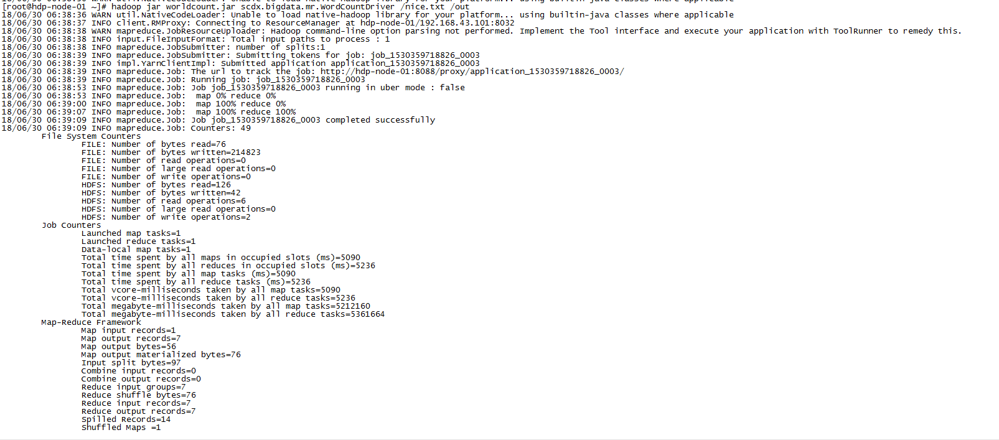 [root@hdp-node-01 ~]# hadoop jar worldcount.jar scdx.bigdata.mr.WordCountDriver /nice.txt /out
18/06/30 06:38:36 WARN util.NativeCodeLoader: Unable to load native-hadoop library for your platform... using builtin-java classes where applicable
18/06/30 06:38:37 INFO client.RMProxy: Connecting to ResourceManager at hdp-node-01/192.168.43.101:8032
18/06/30 06:38:38 WARN mapreduce.JobResourceUploader: Hadoop command-line option parsing not performed. Implement the Tool interface and execute your application with ToolRunner to remedy this.
18/06/30 06:38:38 INFO input.FileInputFormat: Total input paths to process : 1
18/06/30 06:38:38 INFO mapreduce.JobSubmitter: number of splits:1
18/06/30 06:38:39 INFO mapreduce.JobSubmitter: Submitting tokens for job: job_1530359718826_0003
18/06/30 06:38:39 INFO impl.YarnClientImpl: Submitted application application_1530359718826_0003
18/06/30 06:38:39 INFO mapreduce.Job: The url to track the job: http://hdp-node-01:8088/proxy/application_1530359718826_0003/
18/06/30 06:38:39 INFO mapreduce.Job: Running job: job_1530359718826_0003
18/06/30 06:38:53 INFO mapreduce.Job: Job job_1530359718826_0003 running in uber mode : false
18/06/30 06:38:53 INFO mapreduce.Job:  map 0% reduce 0%
18/06/30 06:39:00 INFO mapreduce.Job:  map 100% reduce 0%
18/06/30 06:39:07 INFO mapreduce.Job:  map 100% reduce 100%
18/06/30 06:39:09 INFO mapreduce.Job: Job job_1530359718826_0003 completed successfully
18/06/30 06:39:09 INFO mapreduce.Job: Counters: 49
File System Counters
FILE: Number of bytes read=76
FILE: Number of bytes written=214823
FILE: Number of read operations=0
FILE: Number of large read operations=0
FILE: Number of write operations=0
HDFS: Number of bytes read=126
HDFS: Number of bytes written=42
HDFS: Number of read operations=6
HDFS: Number of large read operations=0
HDFS: Number of write operations=2
Job Counters
Launched map tasks=1
Launched reduce tasks=1
Data-local map tasks=1
Total time spent by all maps in occupied slots (ms)=5090
Total time spent by all reduces in occupied slots (ms)=5236
Total time spent by all map tasks (ms)=5090
Total time spent by all reduce tasks (ms)=5236
Total vcore-milliseconds taken by all map tasks=5090
Total vcore-milliseconds taken by all reduce tasks=5236
Total megabyte-milliseconds taken by all map tasks=5212160
Total megabyte-milliseconds taken by all reduce tasks=5361664
Map-Reduce Framework
Map input records=1
Map output records=7
Map output bytes=56
Map output materialized bytes=76
Input split bytes=97
Combine input records=0
Combine output records=0
Reduce input groups=7
Reduce shuffle bytes=76
Reduce input records=7
Reduce output records=7
Spilled Records=14
Shuffled Maps =1